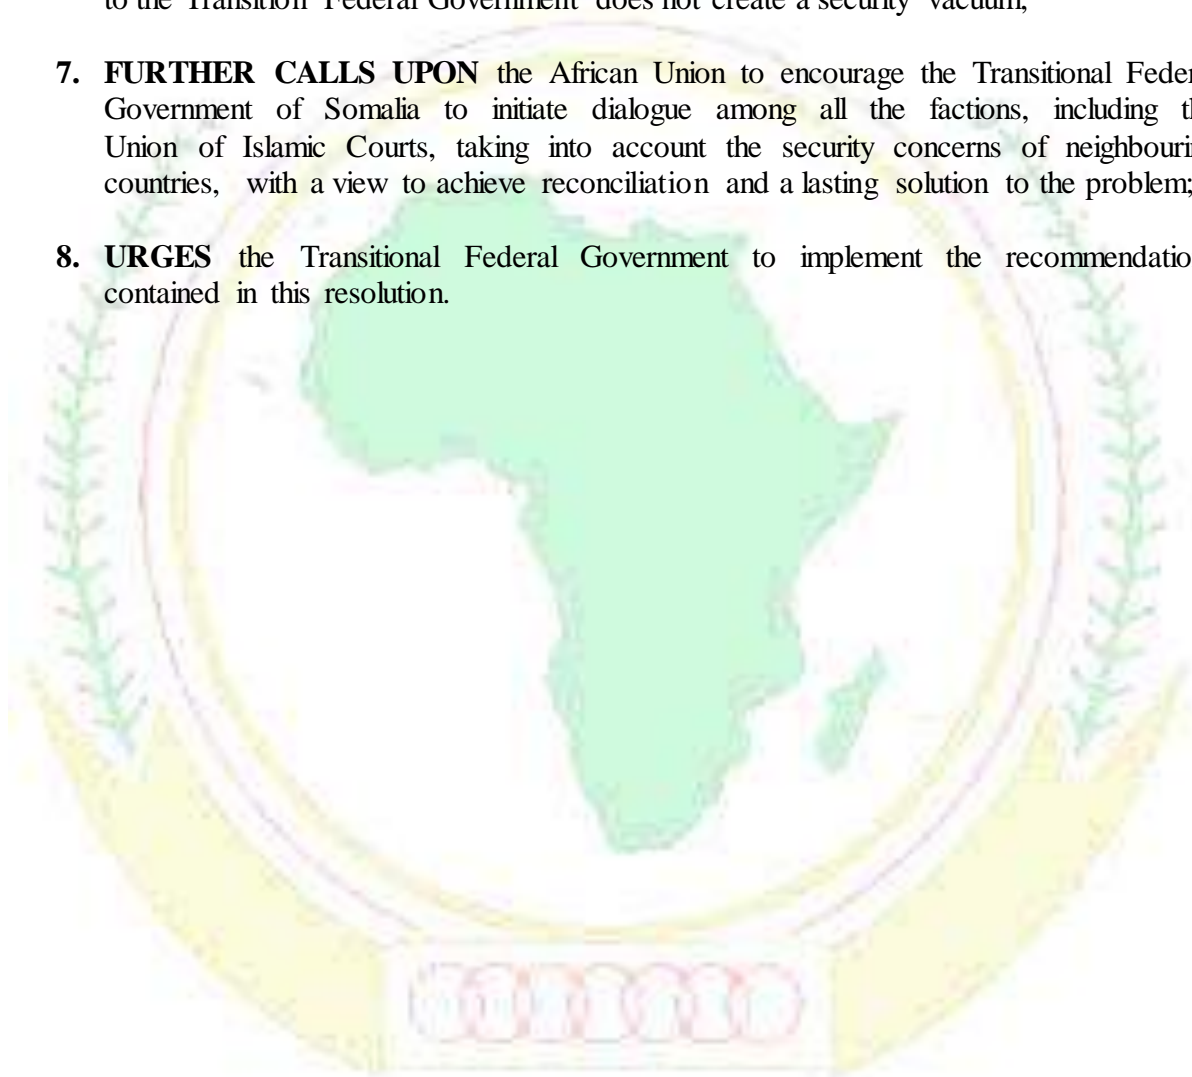 to the Transition Federal Government does not create a security vacuum;
7. FURTHER CALLS UPON the African Union to encourage the Transitional Feder
Government of Somalia to initiate dialogue among all the factions, including th
Union of Islamic Courts, taking into account the security concerns of neighbourin
countries, with a view to achieve reconciliation and a lasting solution to the problem;
8. URGES the Transitional Federal Government to implement the recommendatio
contained in this resolution.